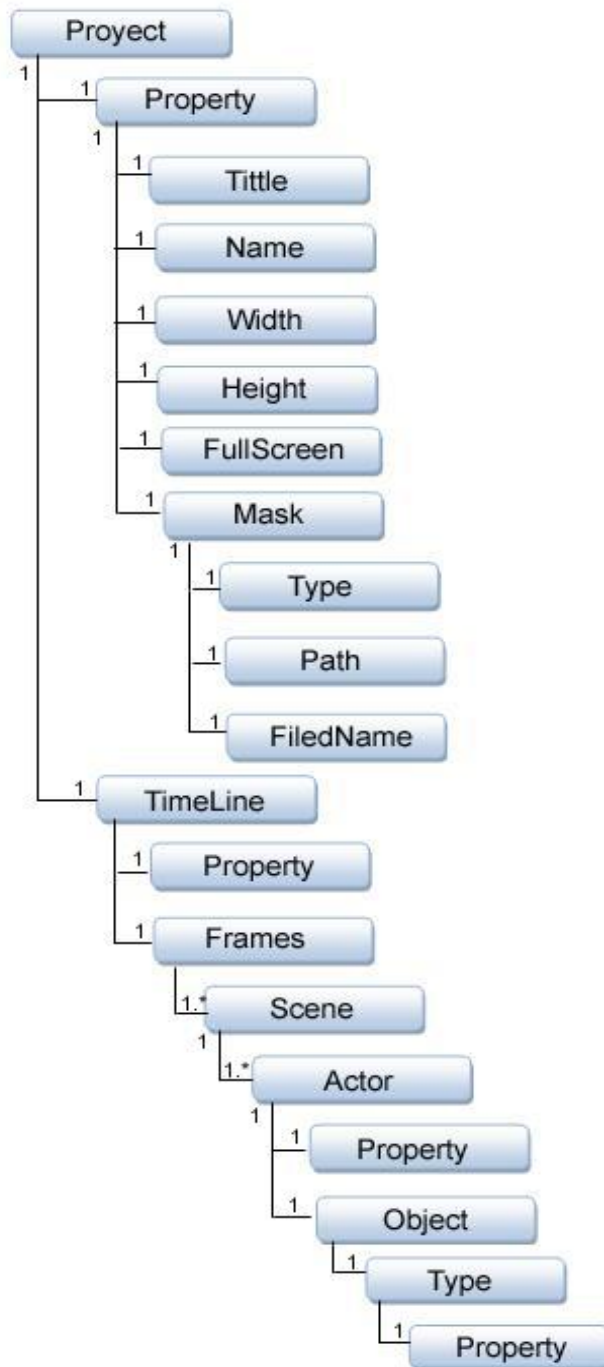 Proyect
1
1
Property
1
1
Tittle
1
Name
1
Width
1
Height
1
FullScreen
1
Mask
1
1
Type
1
Path
1
FiledName
1
TimeLine
1
Property
1
Frames
1.*
Scene
1
1.*
Actor
1
1
Property
1
Object
1
Type
1
Property